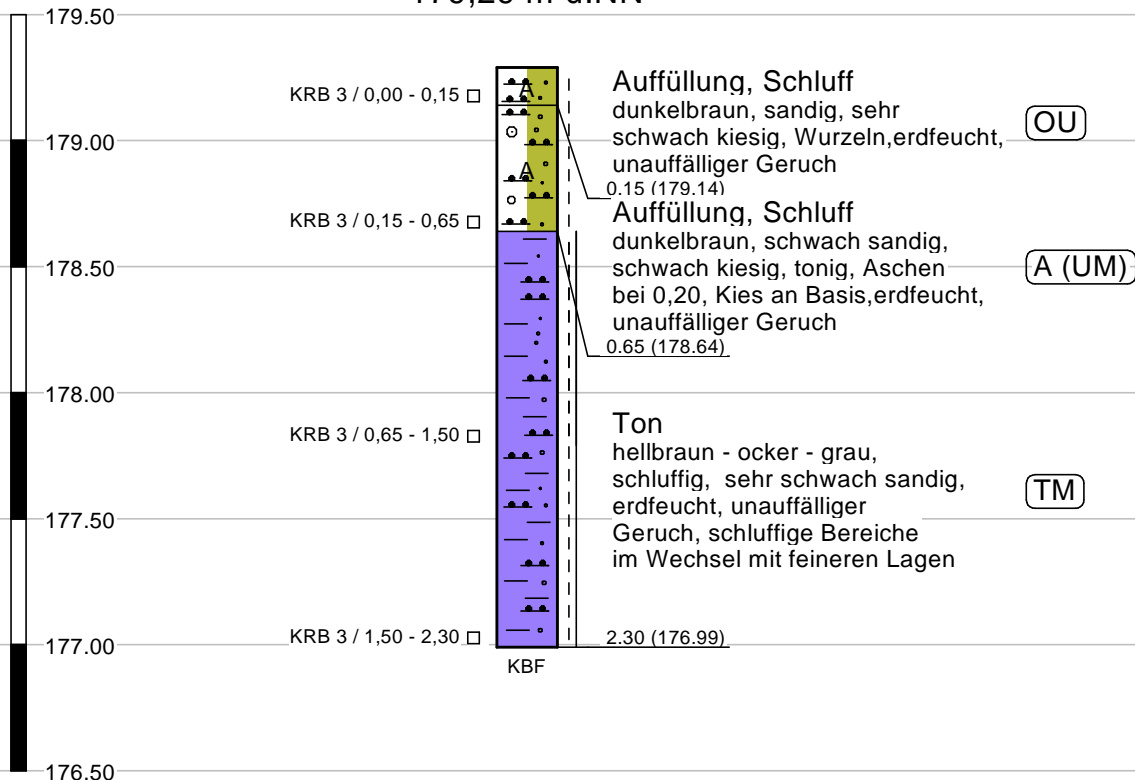 179,29 m ü.NN
179.50
KRB 3 / 0,00 - 0,15
A
Auffüllung, Schluff
dunkelbraun, sandig, sehr
schwach kiesig, Wurzeln,erdfeucht,
unauffälliger Geruch
OU
179.00
0.15 (179.14)
A
KRB 3 / 0,15 - 0,65
Auffüllung, Schluff
dunkelbraun, schwach sandig,
schwach kiesig, tonig, Aschen
bei 0,20, Kies an Basis,erdfeucht,
unauffälliger Geruch
A (UM)
178.50
0.65 (178.64)
178.00
KRB 3 / 0,65 - 1,50
Ton
hellbraun - ocker - grau,
schluffig, sehr schwach sandig,
erdfeucht, unauffälliger
Geruch, schluffige Bereiche
im Wechsel mit feineren Lagen
TM
177.50
KRB 3 / 1,50 - 2,30
2.30 (176.99)
177.00
KBF
176.50